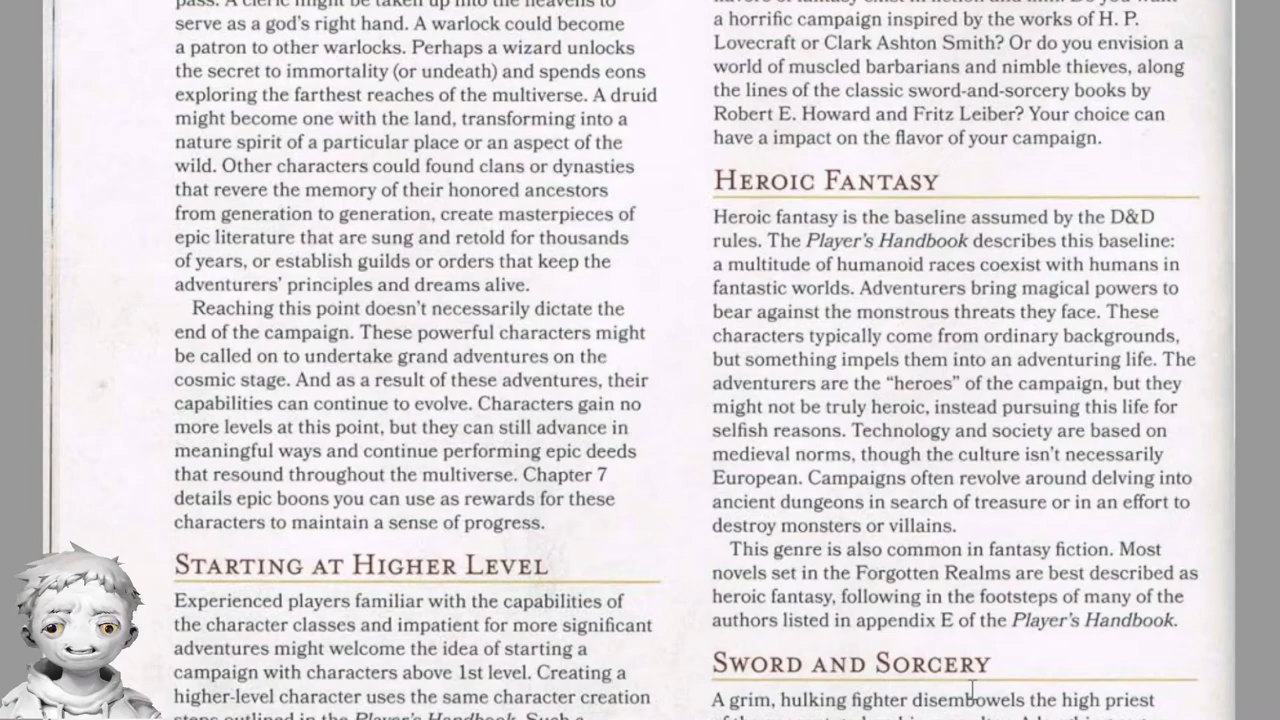 pass. A cleric might be taken up into the heavens to
serve as a god's right hand. A warlock could become
a patron to other warlocks. Perhaps a wizard unlocks
the secret to immortality (or undeath) and spends eons
exploring the farthest reaches of the multiverse. A druid
might become one with the land, transforming into a
nature spirit of a particular place or an aspect of the
wild. Other characters could found clans or dynasties
that revere the memory of their honored ancestors
from generation to generation, create masterpieces of
epic literature that are sung and retold for thousands
of years, or establish guilds or orders that keep the
adventurers' principles and dreams alive.
Reaching this point doesn't necessarily dictate the
end of the campaign. These powerful characters might
be called on to undertake grand adventures on the
cosmic stage. And as a result of these adventures, their
capabilities can continue to evolve. Characters gain no
more levels at this point, but they can still advance in
meaningful ways and continue performing epic deeds
that resound throughout the multiverse. Chapter 7
details epic boons you can use as rewards for these
characters to maintain a sense of progress.
STARTING AT HIGHER LEVEL
Experienced players familiar with the capabilities of
the character classes and impatient for more significant
adventures might welcome the idea of starting a
campaign with characters above 1st level. Creating a
higher-level character uses the same character creation
steps outlined in the Player's Handbook. Such a
a horrific campaign inspired by the works of H. P.
Lovecraft or Clark Ashton Smith? Or do you envision a
world of muscled barbarians and nimble thieves, along
the lines of the classic sword-and-sorcery books by
Robert E. Howard and Fritz Leiber? Your choice can
have a impact on the flavor of your campaign.
HEROIC FANTASY
Heroic fantasy is the baseline assumed by the D&D
rules. The Player's Handbook describes this baseline:
a multitude of humanoid races coexist with humans in
fantastic worlds. Adventurers bring magical powers to
bear against the monstrous threats they face. These
characters typically come from ordinary backgrounds,
but something impels them into an adventuring life. The
adventurers are the "heroes" of the campaign, but they
might not be truly heroic, instead pursuing this life for
selfish reasons. Technology and society are based on
medieval norms, though the culture isn't necessarily
European. Campaigns often revolve around delving into
ancient dungeons in search of treasure or in an effort to
destroy monsters or villains.
This genre is also common in fantasy fiction. Most
novels set in the Forgotten Realms are best described as
heroic fantasy, following in the footsteps of many of the
authors listed in appendix E of the Player's Handbook.
SWORD AND SORCERY
A grim, hulking fighter disembowels the high priest